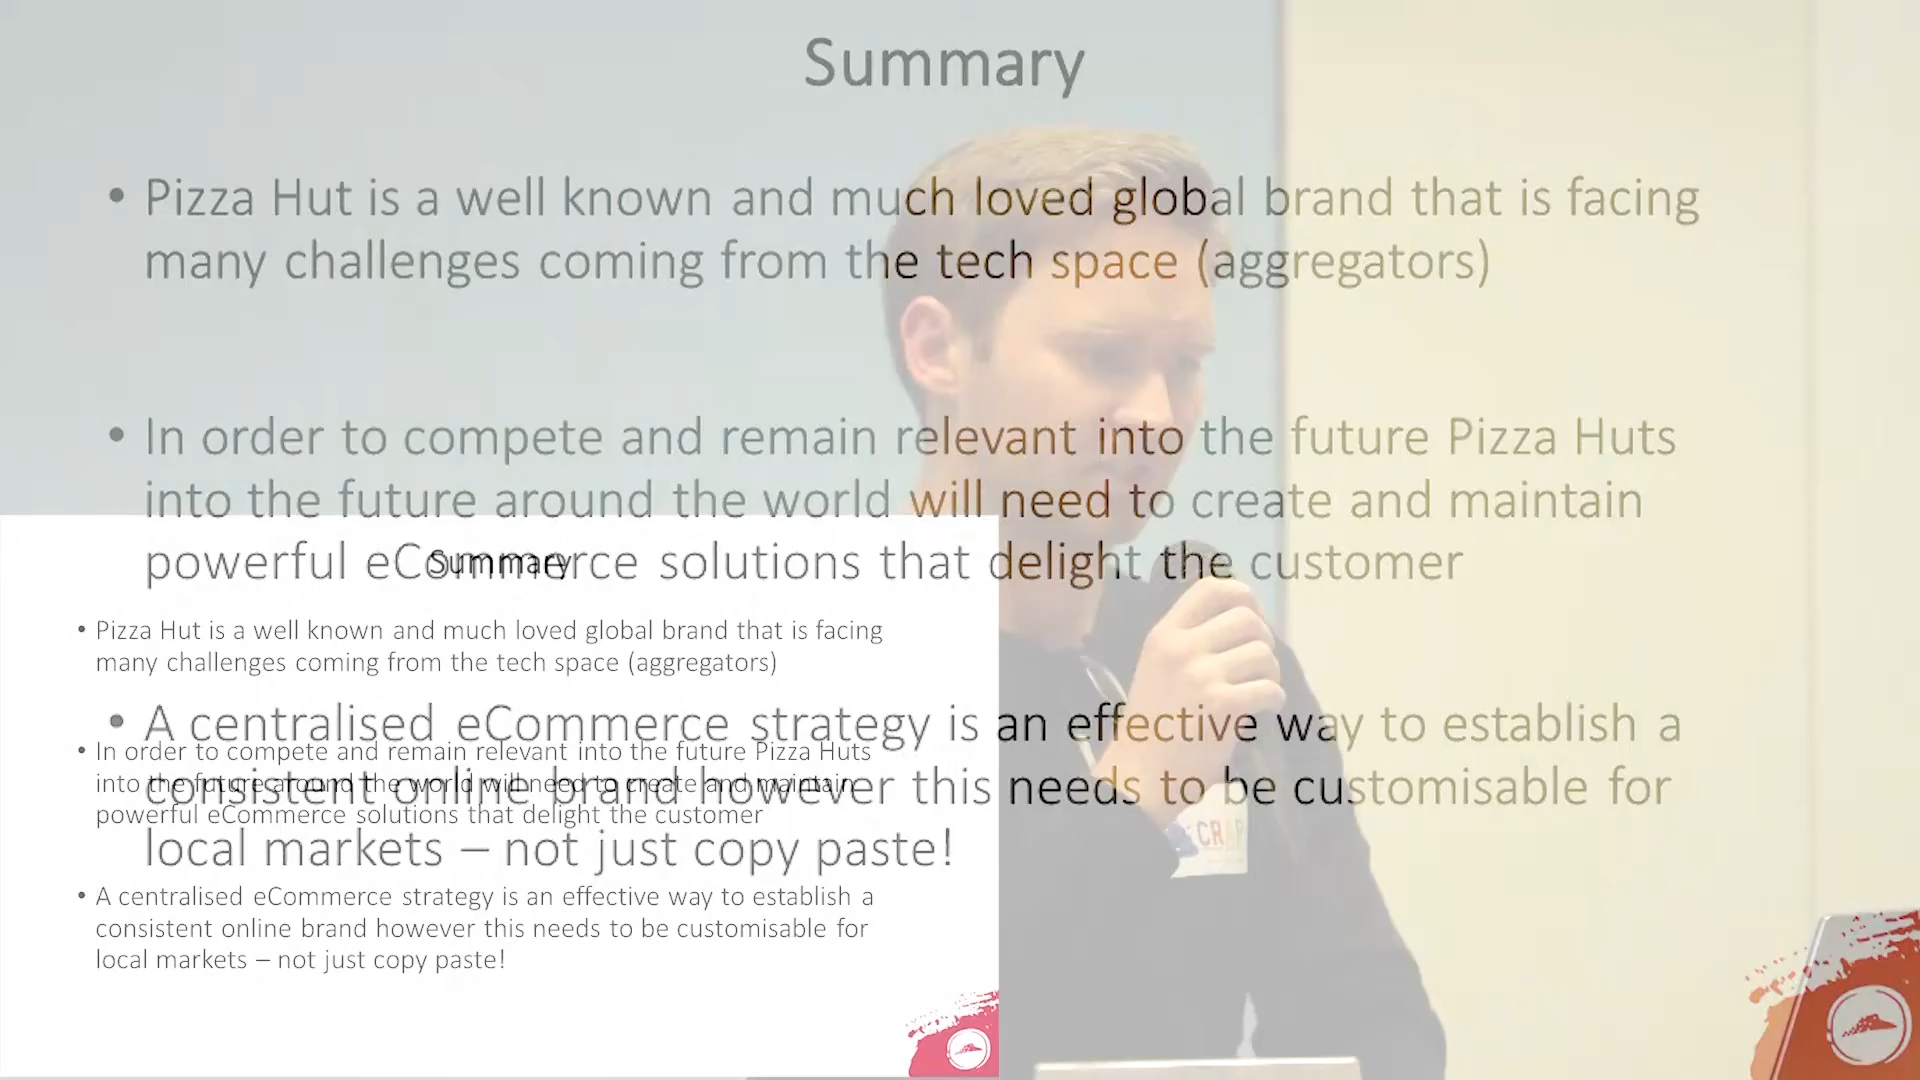 Summary
• Pizza Hut is a well known and much loved global brand that is facing
many challenges coming from the tech space (aggregators)
• In order to compete and remain relevant into the future Pizza Huts
into the future around the world will need to create and maintain
powerful eCommerce solutions that delight the customer
• A centralised eCommerce strategy is an effective way to establish a
consistent online brand however this needs to be customisable for
local markets – not just copy paste!
Summary
• Pizza Hut is a well known and much loved global brand that is facing
many challenges coming from the tech space (aggregators)
• In order to compete and remain relevant into the future Pizza Huts
into the future around the world will need to create and maintain
powerful eCommerce solutions that delight the customer
• A centralised eCommerce strategy is an effective way to establish a
consistent online brand however this needs to be customisable for
local markets – not just copy paste!